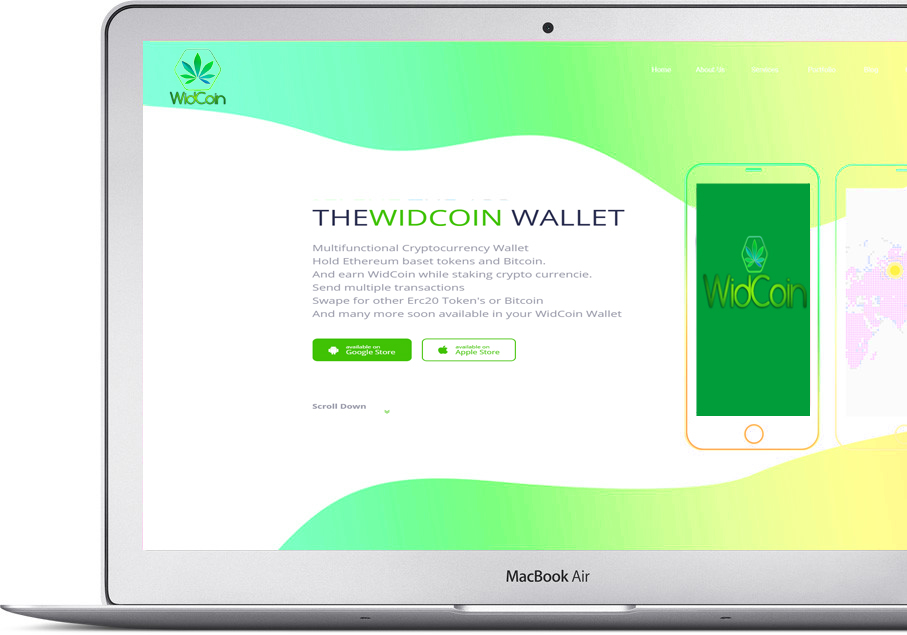 WidCoin
Home About We Services Portfolio Blog
THEWIDCOIN WALLET
Multifunctional Cryptocurrency Wallet
Hold Ethereum baset tokens and Bitcoin.
And earn WidCoin while staking crypto currencie.
Send multiple transactions
Swape for other Erc20 Token's or Bitcoin
And many more soon available in your WidCoin Wallet
available on
Google Store
available on
Apple Store
Scroll Down
WidCoin
MacBook Air